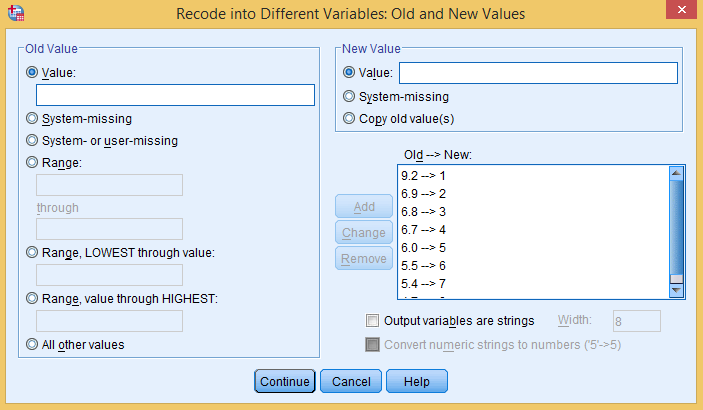 Recode into Different Variables: Old and New Values
Old Value
Value:
System-missing
System- or user-missing
Range:
through
Range, LOWEST through value:
Range, value through HIGHEST:
All other values
New Value
Value:
System-missing
Copy old value(s)
Old --> New:
9.2 --> 1
6.9 --> 2
6.8 --> 3
6.7 --> 4
6.0 --> 5
5.5 --> 6
5.4 --> 7
Add
Change
Remove
Output variables are strings Width: 8
Convert numeric strings to numbers ('5'->5)
Continue Cancel Help